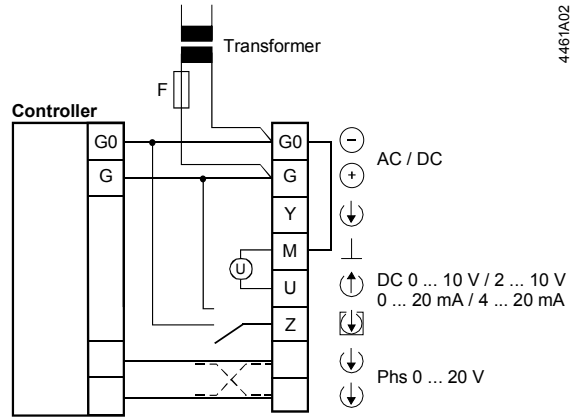 4461A02
Transformer
F
Controller
G0
G0
AC / DC
G
G
Y
M
U
U
DC 0 ... 10 V / 2 ... 10 V
0 ... 20 mA / 4 ... 20 mA
Z
Phs 0 ... 20 V